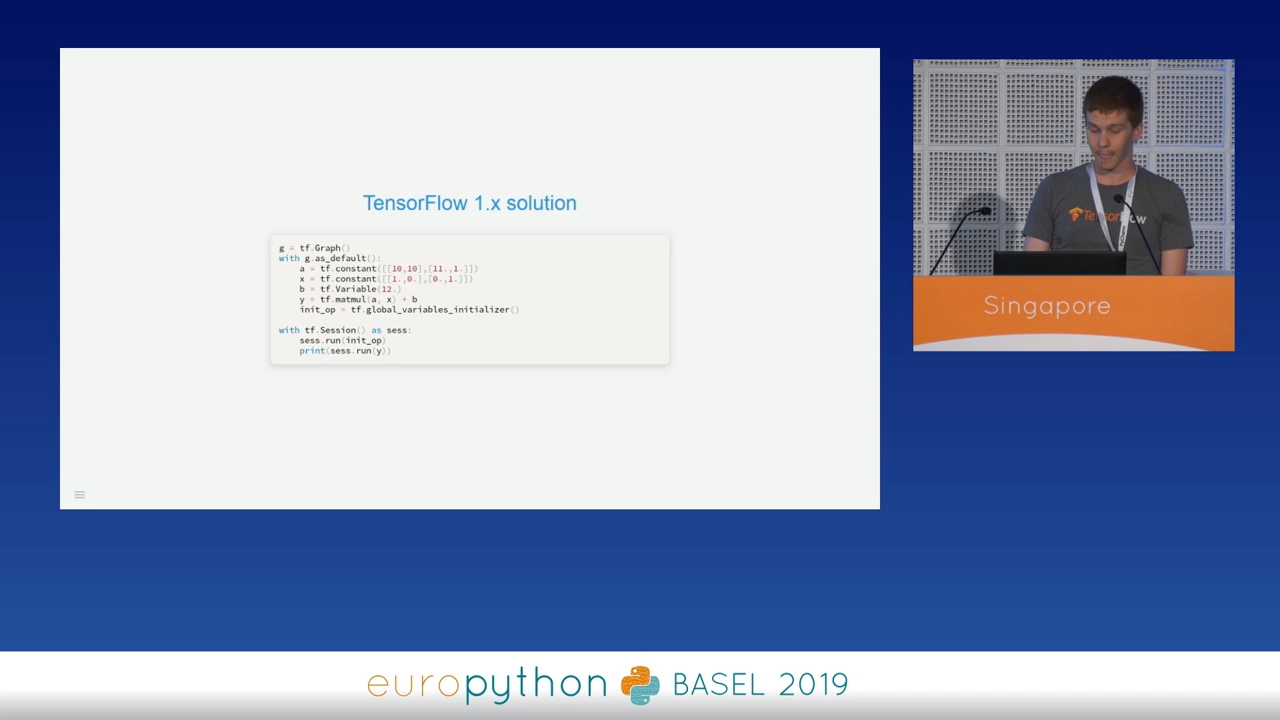 TensorFlow 1.x solution
g = tf.Graph()
with g.as_default():
    a = tf.constant([[10,10],[11.,1.]])
    x = tf.constant([[1.,0.],[0.,1.]])
    b = tf.Variable(12.)
    y = tf.matmul(a, x) + b
    init_op = tf.global_variables_initializer()
with tf.Session() as sess:
    sess.run(init_op)
    print(sess.run(y))
TensorFlow
Singapore
europython BASEL 2019